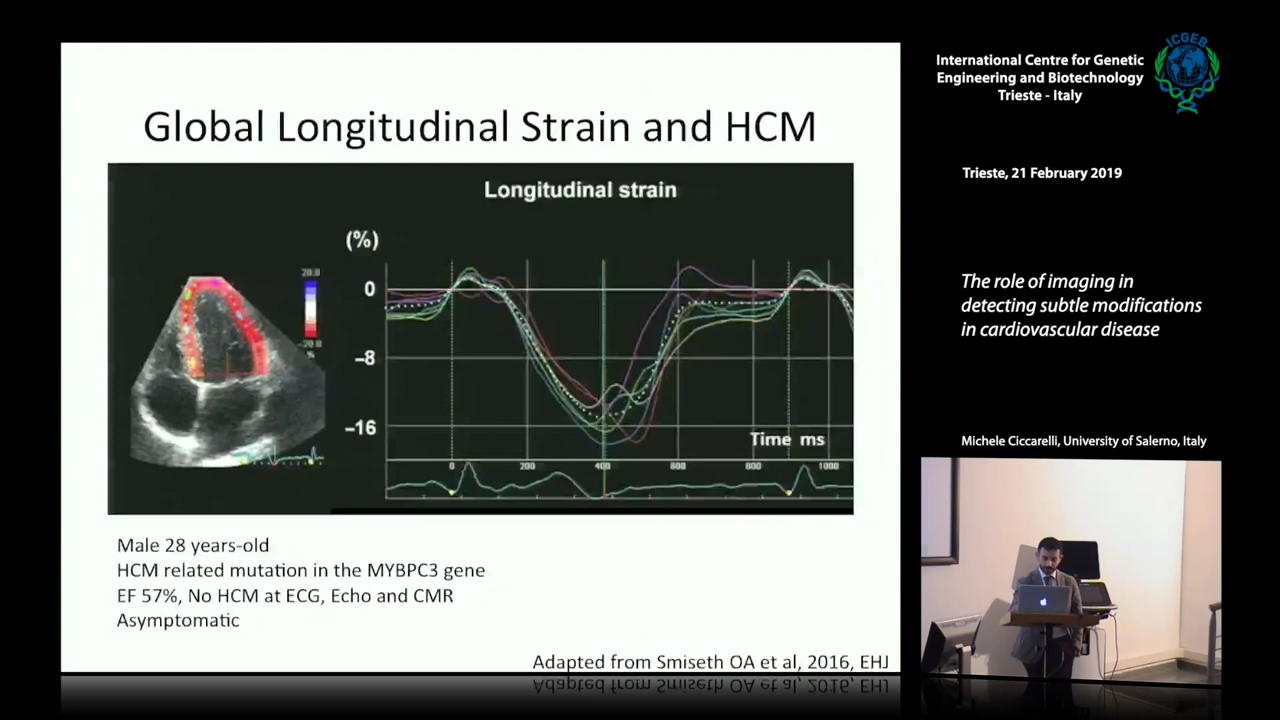 Global Longitudinal Strain and HCM
Longitudinal strain
(%)
20.0
-20.0
%
0
−8
−16
Time ms
0
200
400
600
800
1000
Male 28 years-old
HCM related mutation in the MYBPC3 gene
EF 57%, No HCM at ECG, Echo and CMR
Asymptomatic
Adapted from Smiseth OA et al, 2016, EHJ
International Centre for Genetic
Engineering and Biotechnology
Trieste - Italy
ICGEB
Trieste, 21 February 2019
The role of imaging in
detecting subtle modifications
in cardiovascular disease
Michele Ciccarelli, University of Salerno, Italy